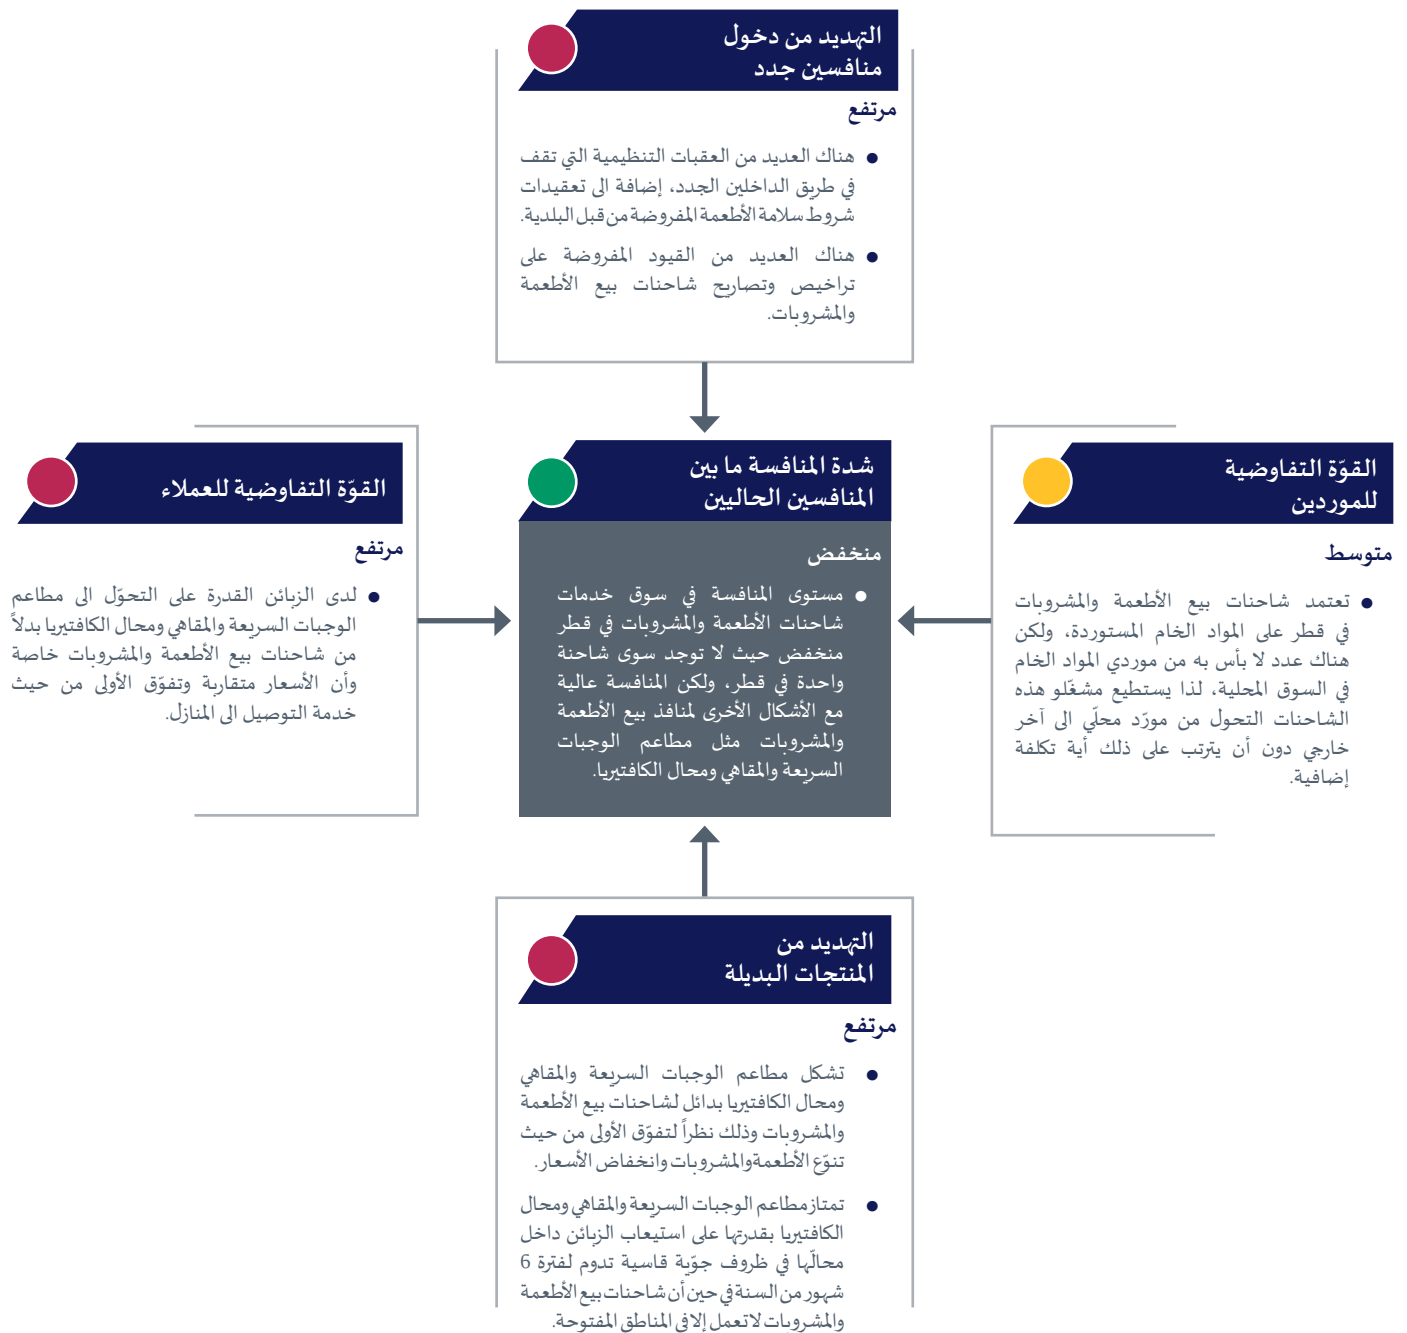 التهديد من دخول
منافسين جدد
مرتفع
● هناك العديد من العقبات التنظيمية التي تقف
في طريق الداخلين الجدد، إضافة الى تعقيدات
شروط سلامة الأطعمة المفروضة من قبل البلدية.
● هناك العديد من القيود المفروضة على
تراخيص وتصاريح شاحنات بيع الأطعمة
والمشروبات.
القوّة التفاوضية
للموردين
متوسط
● تعتمد شاحنات بيع الأطعمة والمشروبات
في قطر على المواد الخام المستوردة، ولكن
هناك عدد لا بأس به من موردي المواد الخام
في السوق المحلية، لذا يستطيع مشغّلو هذه
الشاحنات التحول من مورّد محلّي الى آخر
خارجي دون أن يترتب على ذلك أية تكلفة
إضافية.
شدة المنافسة ما بين
المنافسين الحاليين
منخفض
● مستوى المنافسة في سوق خدمات
شاحنات الأطعمة والمشروبات في قطر
منخفض حيث لا توجد سوى شاحنة
واحدة في قطر، ولكن المنافسة عالية
مع الأشكال الأخرى لمنافذ بيع الأطعمة
والمشروبات مثل مطاعم الوجبات
السريعة والمقاهي ومحال الكافتيريا.
القوّة التفاوضية للعملاء
مرتفع
● لدى الزبائن القدرة على التحوّل الى مطاعم
الوجبات السريعة والمقاهي ومحال الكافتيريا بدلاً
من شاحنات بيع الأطعمة والمشروبات خاصة
وأن الأسعار متقاربة وتفوّق الأولى من حيث
خدمة التوصيل الى المنازل.
التهديد من
المنتجات البديلة
مرتفع
● تشكل مطاعم الوجبات السريعة والمقاهي
ومحال الكافتيريا بدائل لشاحنات بيع الأطعمة
والمشروبات وذلك نظراً لتفوّق الأولى من حيث
تنوّع الأطعمةوالمشروبات وانخفاض الأسعار.
● تمتازمطاعم الوجبات السريعة والمقاهي ومحال
الكافتيريا بقدرتها على استيعاب الزبائن داخل
محالّها في ظروف جوّية قاسية تدوم لفترة 6
شهور من السنة في حين أن شاحنات بيع الأطعمة
والمشروبات لاتعمل إلافي المناطق المفتوحة.